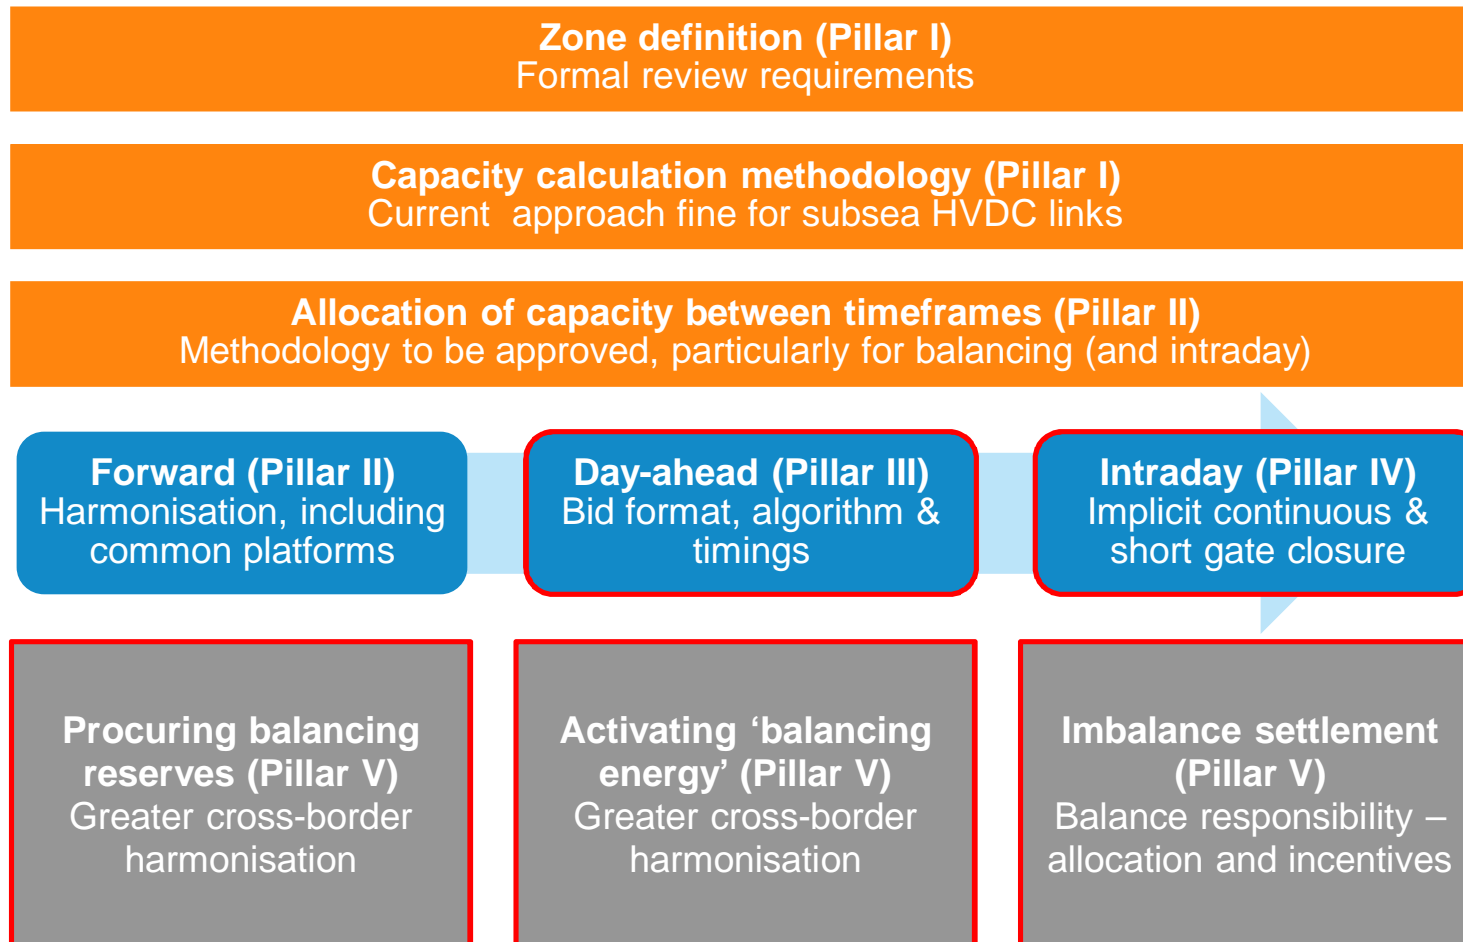 Zone definition (Pillar I)
Formal review requirements
Capacity calculation methodology (Pillar I)
Current approach fine for subsea HVDC links
Allocation of capacity between timeframes (Pillar II)
Methodology to be approved, particularly for balancing (and intraday)
Forward (Pillar II)
Harmonisation, including
common platforms
Day-ahead (Pillar III)
Bid format, algorithm &
timings
Intraday (Pillar IV)
Implicit continuous &
short gate closure
Procuring balancing
reserves (Pillar V)
Greater cross-border
harmonisation
Activating ‘balancing
energy’ (Pillar V)
Greater cross-border
harmonisation
Imbalance settlement
(Pillar V)
Balance responsibility –
allocation and incentives